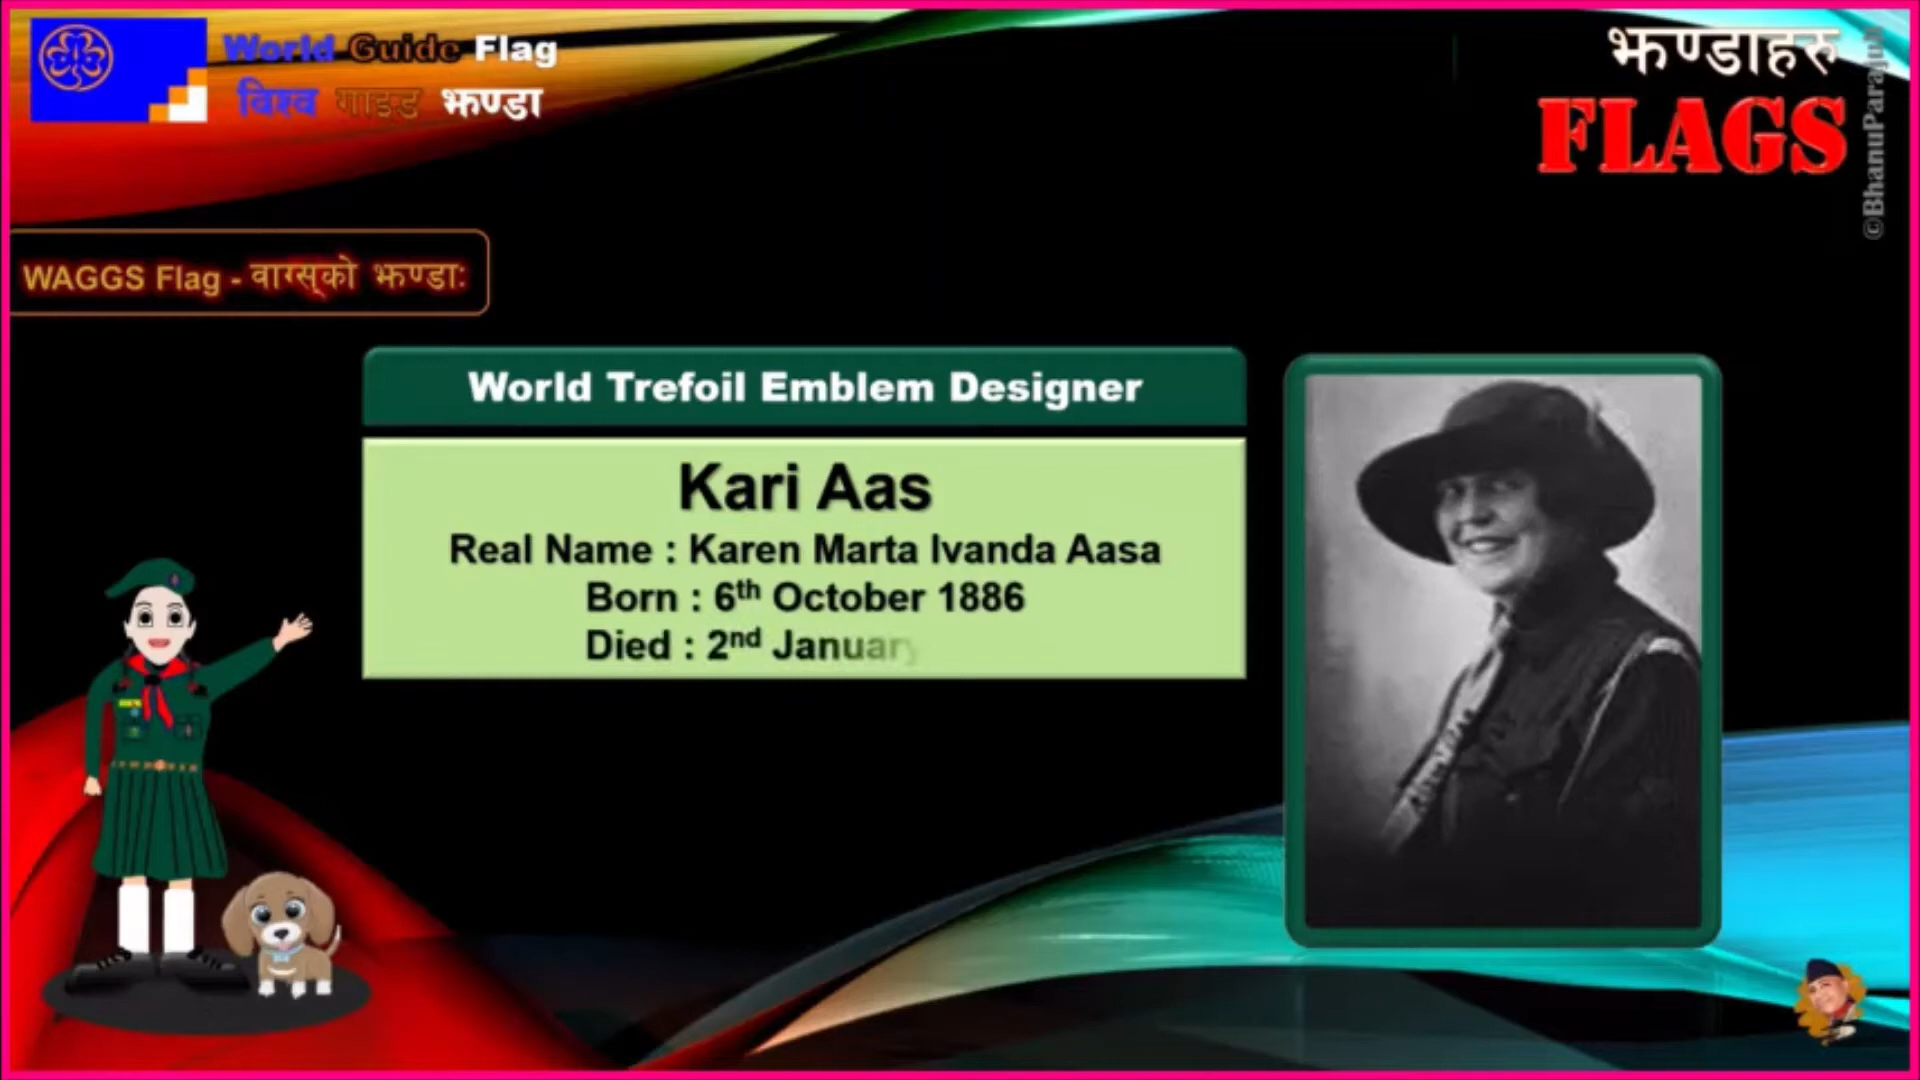 World Guide Flag
विश्व गाइड झण्डा
झण्डाहरु
FLAGS
©BhanuParajuli
WAGGS Flag - वाग्स्को झण्डा:
World Trefoil Emblem Designer
Kari Aas
Real Name : Karen Marta Ivanda Aasa
Born : 6th October 1886
Died : 2nd January